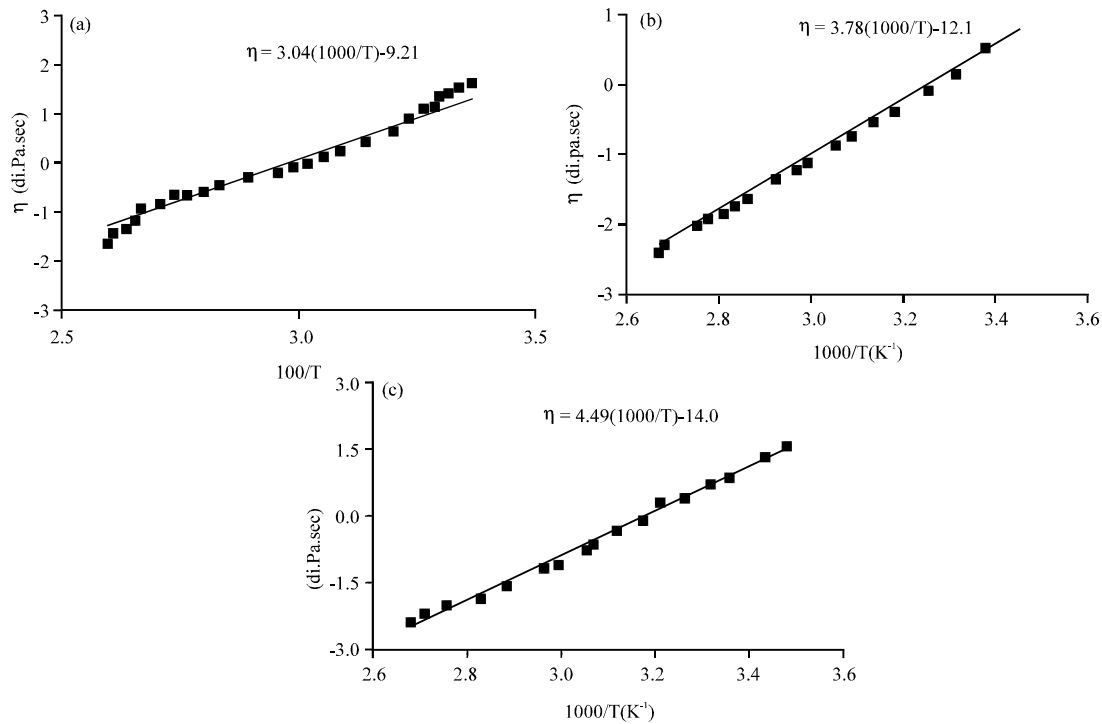 (a)
η = 3.04(1000/T)-9.21
3
2
1
0
-1
-2
-3
η (di.Pa.sec)
2.5
3.0
3.5
100/T
(b)
η = 3.78(1000/T)-12.1
1
0
-1
-2
-3
η (di.pa.sec)
2.6
2.8
3.0
3.2
3.4
3.6
1000/T(K⁻¹)
(c)
η = 4.49(1000/T)-14.0
3.0
1.5
0.0
-1.5
-3.0
(di.Pa.sec)
2.6
2.8
3.0
3.2
3.4
3.6
1000/T(K⁻¹)